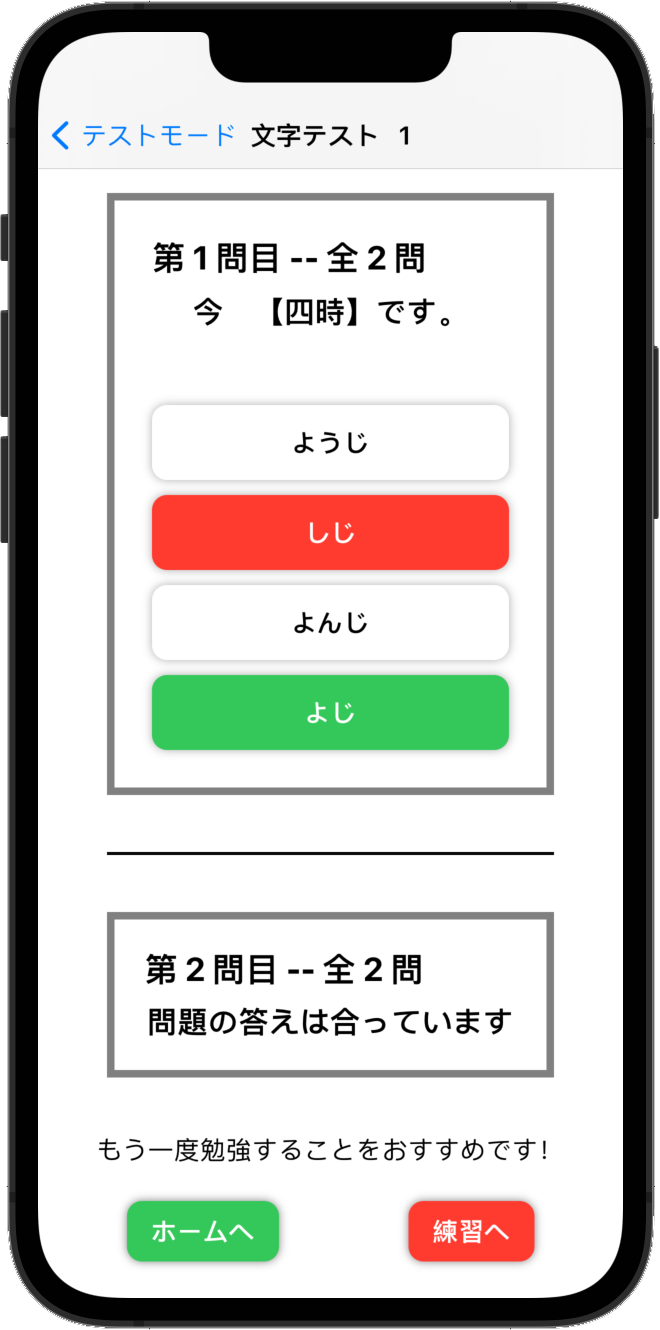 テストモード 文字テスト 1
第1問目 -- 全2問
今 【四時】です。
ようじ
しじ
よんじ
よじ
第2問目 -- 全2問
問題の答えは合っています
もう一度勉強することをおすすめです!
ホームへ 練習へ